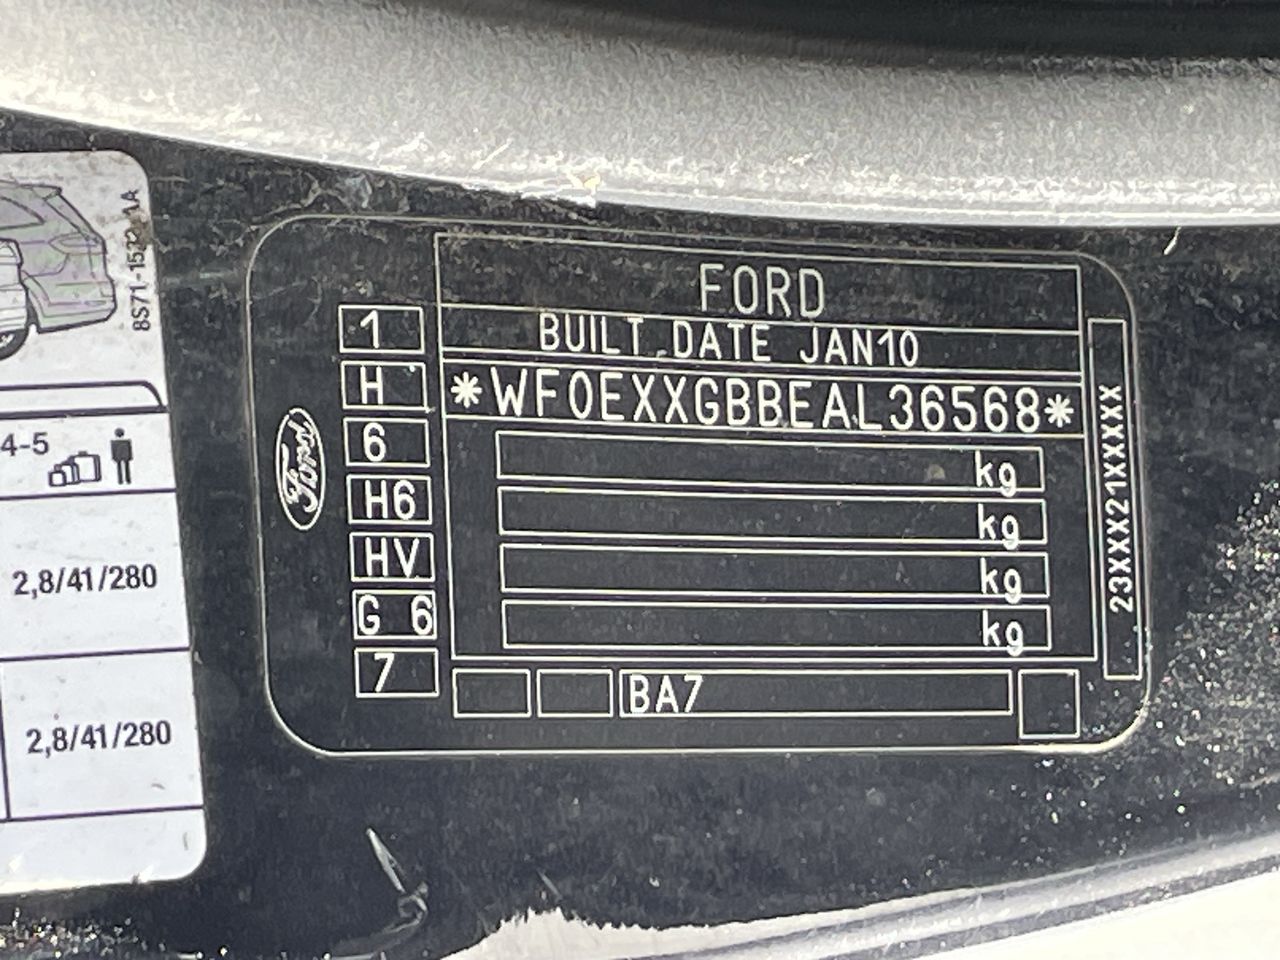 8S71-1532-1A
4-5
2,8/41/280
2,8/41/280
Ford
1
H
6
H6
HV
G 6
7
FORD
BUILT DATE JAN10
*WF0EXXGBBEAL36568*
kg
kg
kg
kg
BA7
23XXX21XXXXX